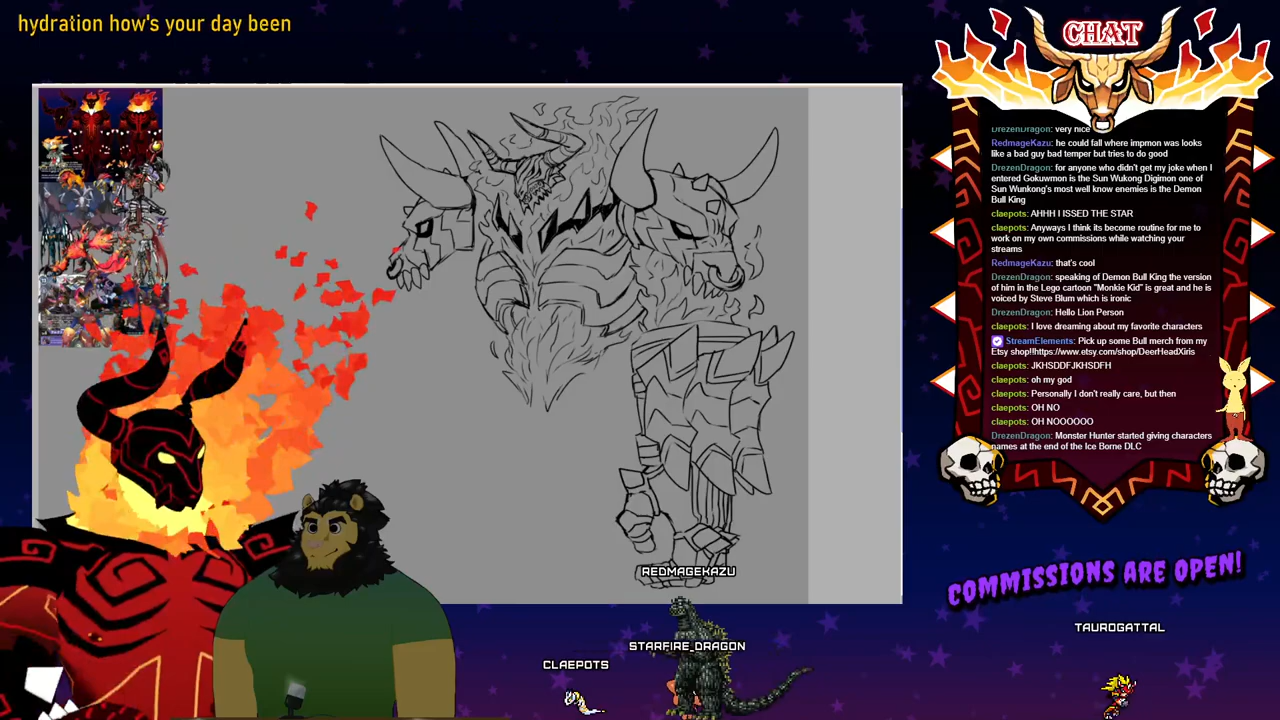 hydration how's your day been
CHAT
DrezenDragon: very nice
RedmageKazu: he could fall where impmon was looks
like a bad guy bad temper but tries to do good
DrezenDragon: for anyone who didn't get my joke when I
entered Gokuwmon is the Sun Wukong Digimon one of
Sun Wunkong's most well know enemies is the Demon
Bull King
claepots: AHHH I ISSED THE STAR
claepots: Anyways I think its become routine for me to
work on my own commissions while watching your
streams
RedmageKazu: that's cool
DrezenDragon: speaking of Demon Bull King the version
of him in the Lego cartoon "Monkie Kid" is great and he is
voiced by Steve Blum which is ironic
DrezenDragon: Hello Lion Person
claepots: I love dreaming about my favorite characters
StreamElements: Pick up some Bull merch from my
Etsy shop!!https://www.etsy.com/shop/DeerHeadXiris
claepots: JKHSDDFJKHSDFH
claepots: oh my god
claepots: Personally I don't really care, but then
claepots: OH NO
claepots: OH NOOOOOO
DrezenDragon: Monster Hunter started giving characters
names at the end of the Ice Borne DLC
COMMISSIONS ARE OPEN!
REDMAGEKAZU
TAUROGATTAL
STARFIRE_DRAGON
CLAEPOTS